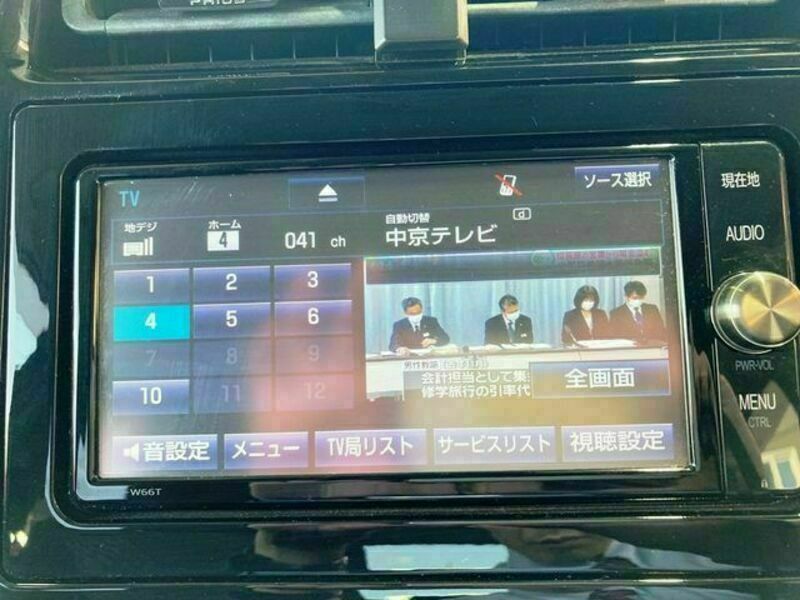 TV
ソース選択
現在地
地デジ
ホーム
4
041 ch
自動切替
d
中京テレビ
AUDIO
1 2 3
4 5 6
7 8 9
10 11 12
会計担当として集
修学旅行の引率代
全画面
PWR-VOL
MENU
CTRL
音設定
メニュー
TV局リスト
サービスリスト
視聴設定
W66T